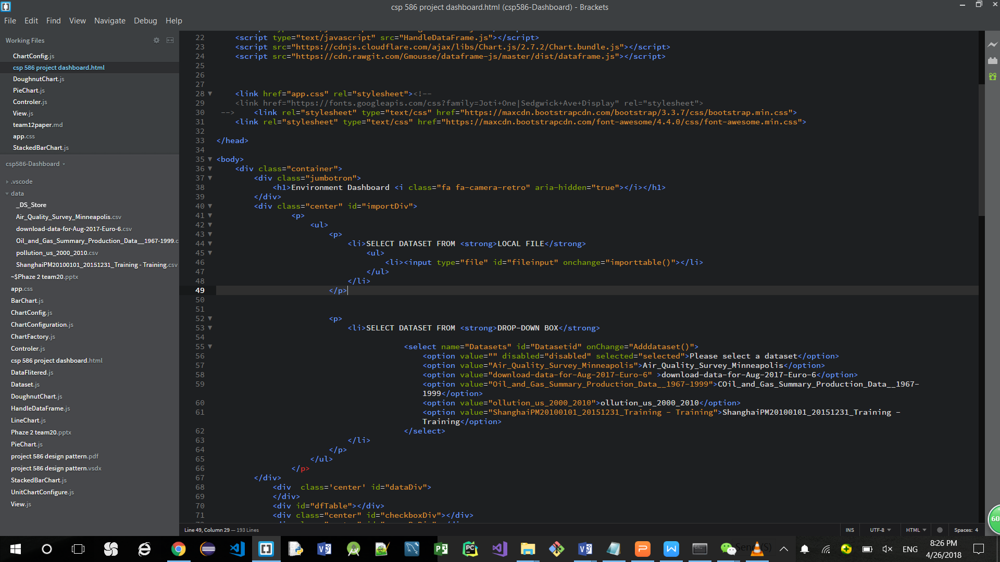 csp 586 project dashboard.html (csp586-Dashboard) - Brackets
File Edit Find View Navigate Debug Help
Working Files
ChartConfig.js
csp 586 project dashboard.html
DoughnutChart.js
PieChart.js
Controler.js
View.js
team12paper.md
app.css
StackedBarChart.js
csp586-Dashboard
.vscode
data
_DS_Store
Air_Quality_Survey_Minneapolis.csv
download-data-for-Aug-2017-Euro-6.csv
Oil_and_Gas_Summary_Production_Data__1967-1999.c
pollution_us_2000_2010.csv
ShanghaiPM20100101_20151231_Training - Training.csv
~$Phaze 2 team20.pptx
app.css
BarChart.js
ChartConfig.js
ChartConfiguration.js
ChartFactory.js
Controler.js
csp 586 project dashboard.html
DataFlitered.js
Dataset.js
DoughnutChart.js
HandleDataFrame.js
LineChart.js
Phaze 2 team20.pptx
PieChart.js
project 586 design pattern.pdf
project 586 design pattern.vsdx
StackedBarChart.js
UnitChartConfigure.js
View.js
22 <script type="text/javascript" src="HandleDataFrame.js"></script>
23 <script src="https://cdnjs.cloudflare.com/ajax/libs/Chart.js/2.7.2/Chart.bundle.js"></script>
24 <script src="https://cdn.rawgit.com/Gmousse/dataframe-js/master/dist/dataframe.js"></script>
25
26
27
28 <link href="app.css" rel="stylesheet"><!--
29 <link href="https://fonts.googleapis.com/css?family=Joti+One|Sedgwick+Ave+Display" rel="stylesheet">
30 --> <link rel="stylesheet" type="text/css" href="https://maxcdn.bootstrapcdn.com/bootstrap/3.3.7/css/bootstrap.min.css">
31 <link rel="stylesheet" type="text/css" href="https://maxcdn.bootstrapcdn.com/font-awesome/4.4.0/css/font-awesome.min.css">
32
33 </head>
34
35 <body>
36 <div class="container">
37 <div class="jumbotron">
38 <h1>Environment Dashboard <i class="fa fa-camera-retro" aria-hidden="true"></i></h1>
39 </div>
40 <div class="center" id="importDiv">
41 <p>
42 <ul>
43 <p>
44 <li>SELECT DATASET FROM <strong>LOCAL FILE</strong>
45 <ul>
46 <li><input type="file" id="fileinput" onchange="importtable()"></li>
47 </ul>
48 </li>
49 </p>
50
51
52 <p>
53 <li>SELECT DATASET FROM <strong>DROP-DOWN BOX</strong>
54
55 <select name="Datasets" id="Datasetid" onChange="Adddataset()">
56 <option value="" disabled="disabled" selected="selected">Please select a dataset</option>
57 <option value="Air_Quality_Survey_Minneapolis">Air_Quality_Survey_Minneapolis</option>
58 <option value="download-data-for-Aug-2017-Euro-6" >download-data-for-Aug-2017-Euro-6</option>
59 <option value="Oil_and_Gas_Summary_Production_Data__1967-1999">COil_and_Gas_Summary_Production_Data__1967-
1999</option>
60 <option value="ollution_us_2000_2010">ollution_us_2000_2010</option>
61 <option value="ShanghaiPM20100101_20151231_Training - Training">ShanghaiPM20100101_20151231_Training -
Training</option>
62 </select>
63 </li>
64 </p>
65 </ul>
66 </p>
67 </div>
68 <div  class='center' id="dataDiv">
69 </div>
70 <div id="dfTable"></div>
71 <div class="center" id="checkboxDiv"></div>
Line 49, Column 29 — 193 Lines
INS UTF-8 HTML Spaces: 4
60
Send (S)
ENG
8:26 PM
4/26/2018